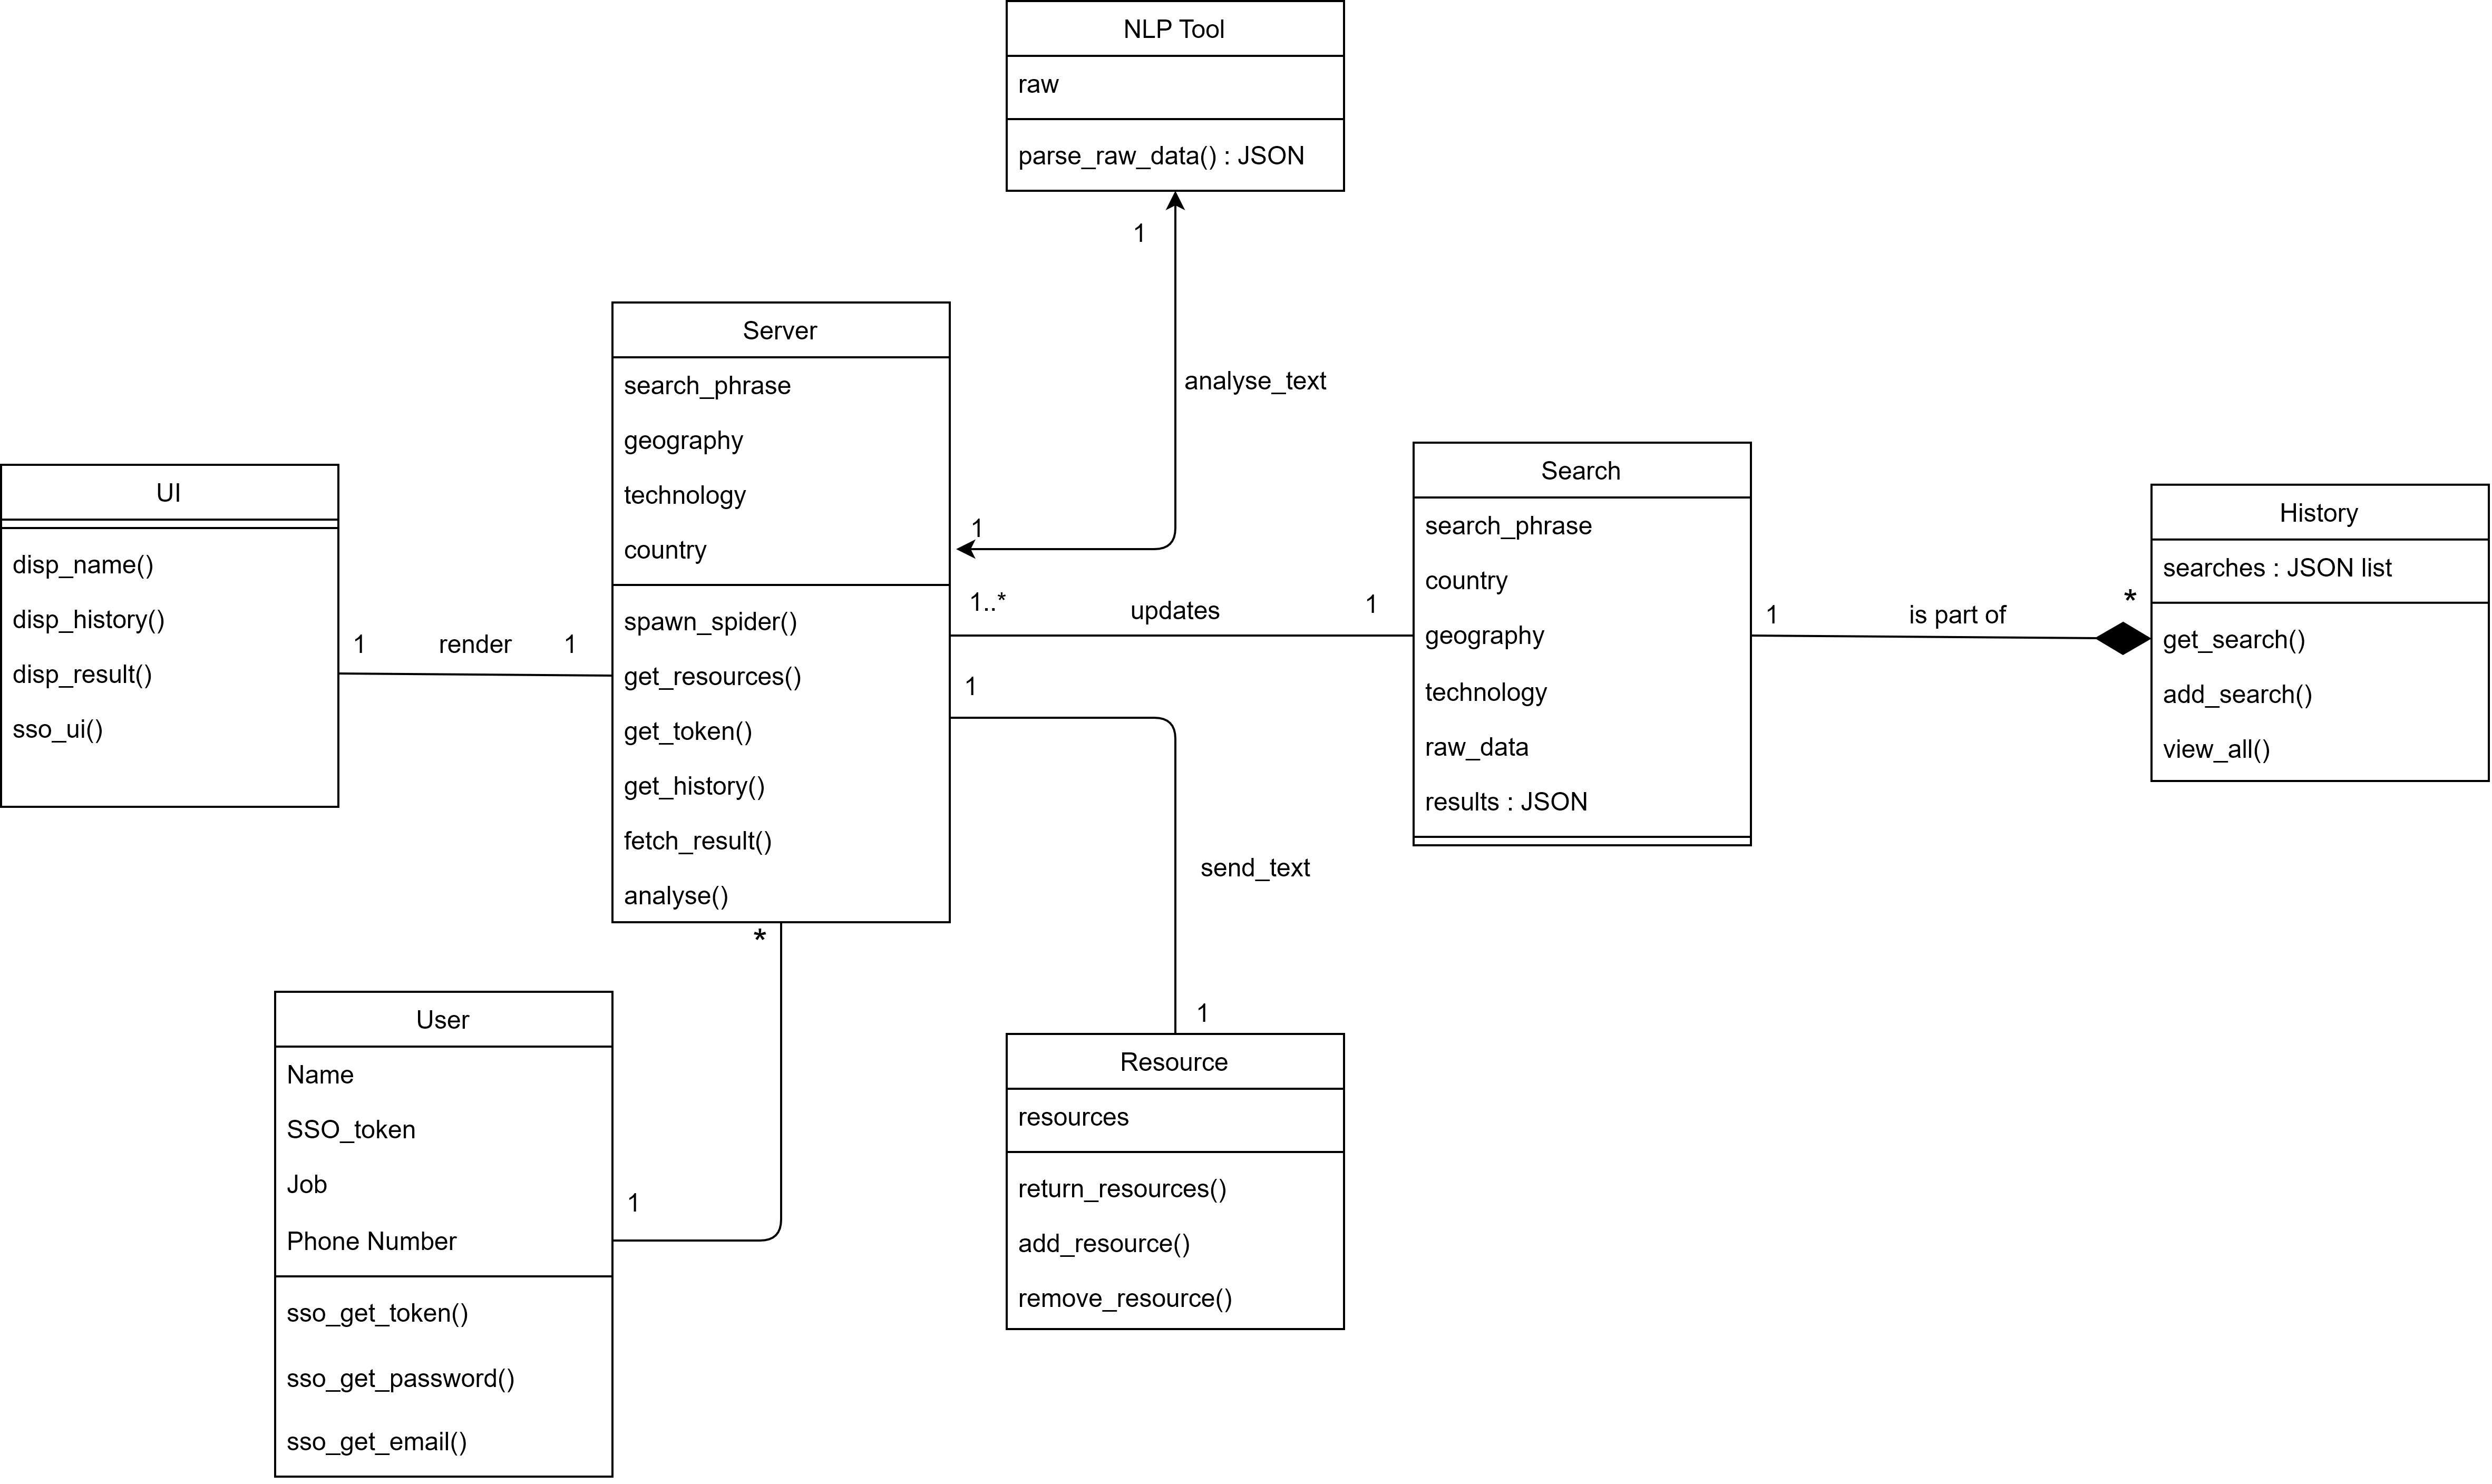 NLP Tool
raw
parse_raw_data() : JSON
1
analyse_text
1
Server
search_phrase
geography
technology
country
spawn_spider()
get_resources()
get_token()
get_history()
fetch_result()
analyse()
UI
disp_name()
disp_history()
disp_result()
sso_ui()
1 render 1
1..* updates 1
Search
search_phrase
country
geography
technology
raw_data
results : JSON
1 is part of *
History
searches : JSON list
get_search()
add_search()
view_all()
1
send_text
1
*
1
User
Name
SSO_token
Job
Phone Number
sso_get_token()
sso_get_password()
sso_get_email()
Resource
resources
return_resources()
add_resource()
remove_resource()